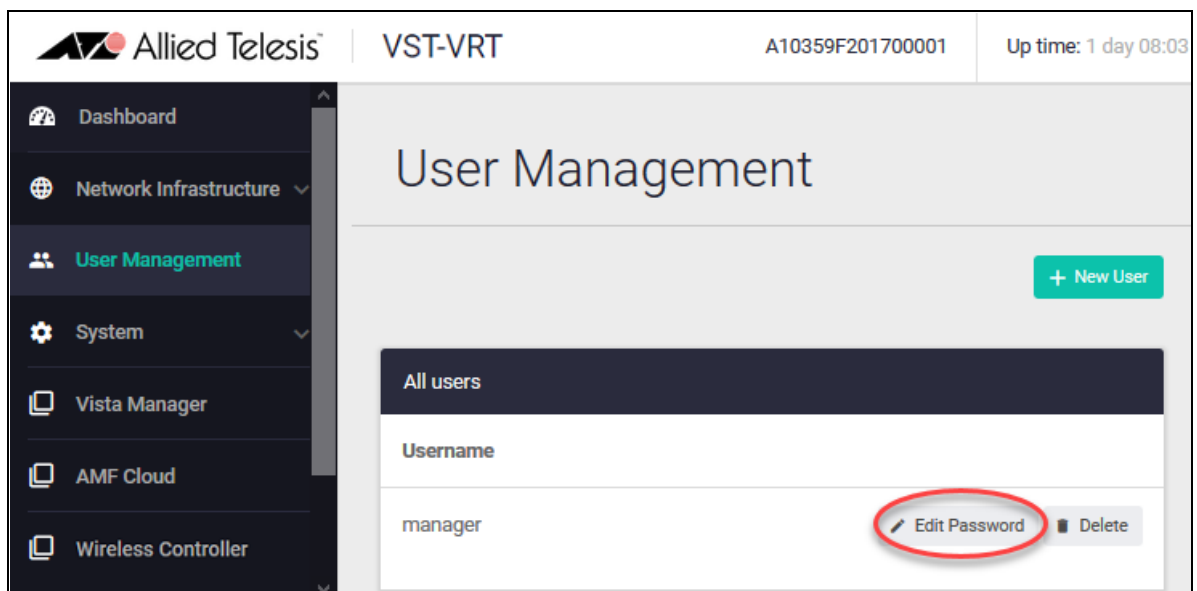 Allied Telesis™ VST-VRT A10359F201700001 Up time: 1 day 08:03
Dashboard
Network Infrastructure
User Management
System
Vista Manager
AMF Cloud
Wireless Controller
User Management
+ New User
All users
Username
manager Edit Password Delete